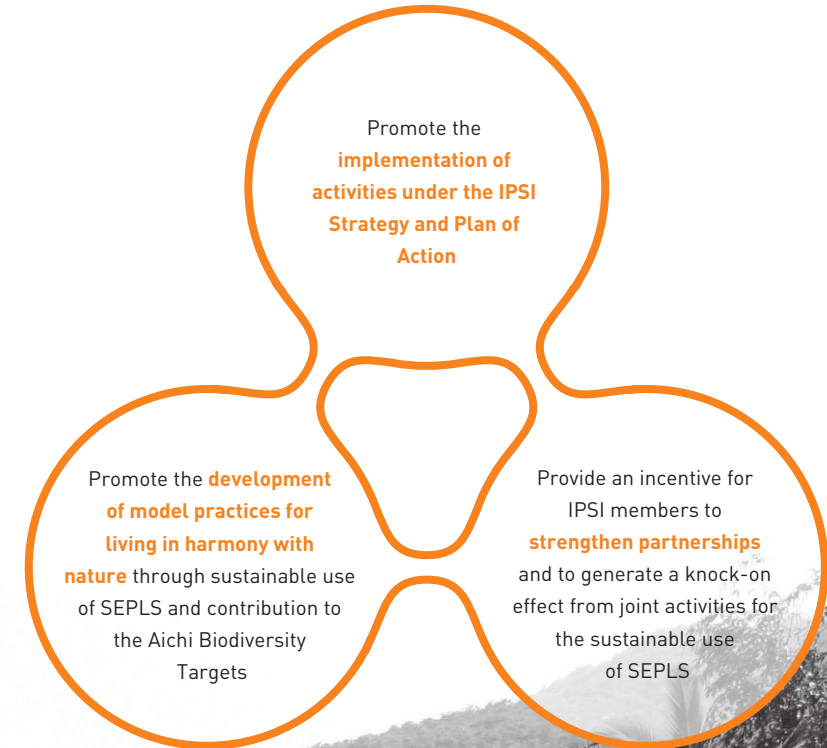 Promote the
implementation of
activities under the IPSI
Strategy and Plan of
Action
Promote the development
of model practices for
living in harmony with
nature through sustainable use
of SEPLS and contribution to
the Aichi Biodiversity
Targets
Provide an incentive for
IPSI members to
strengthen partnerships
and to generate a knock-on
effect from joint activities for
the sustainable use
of SEPLS